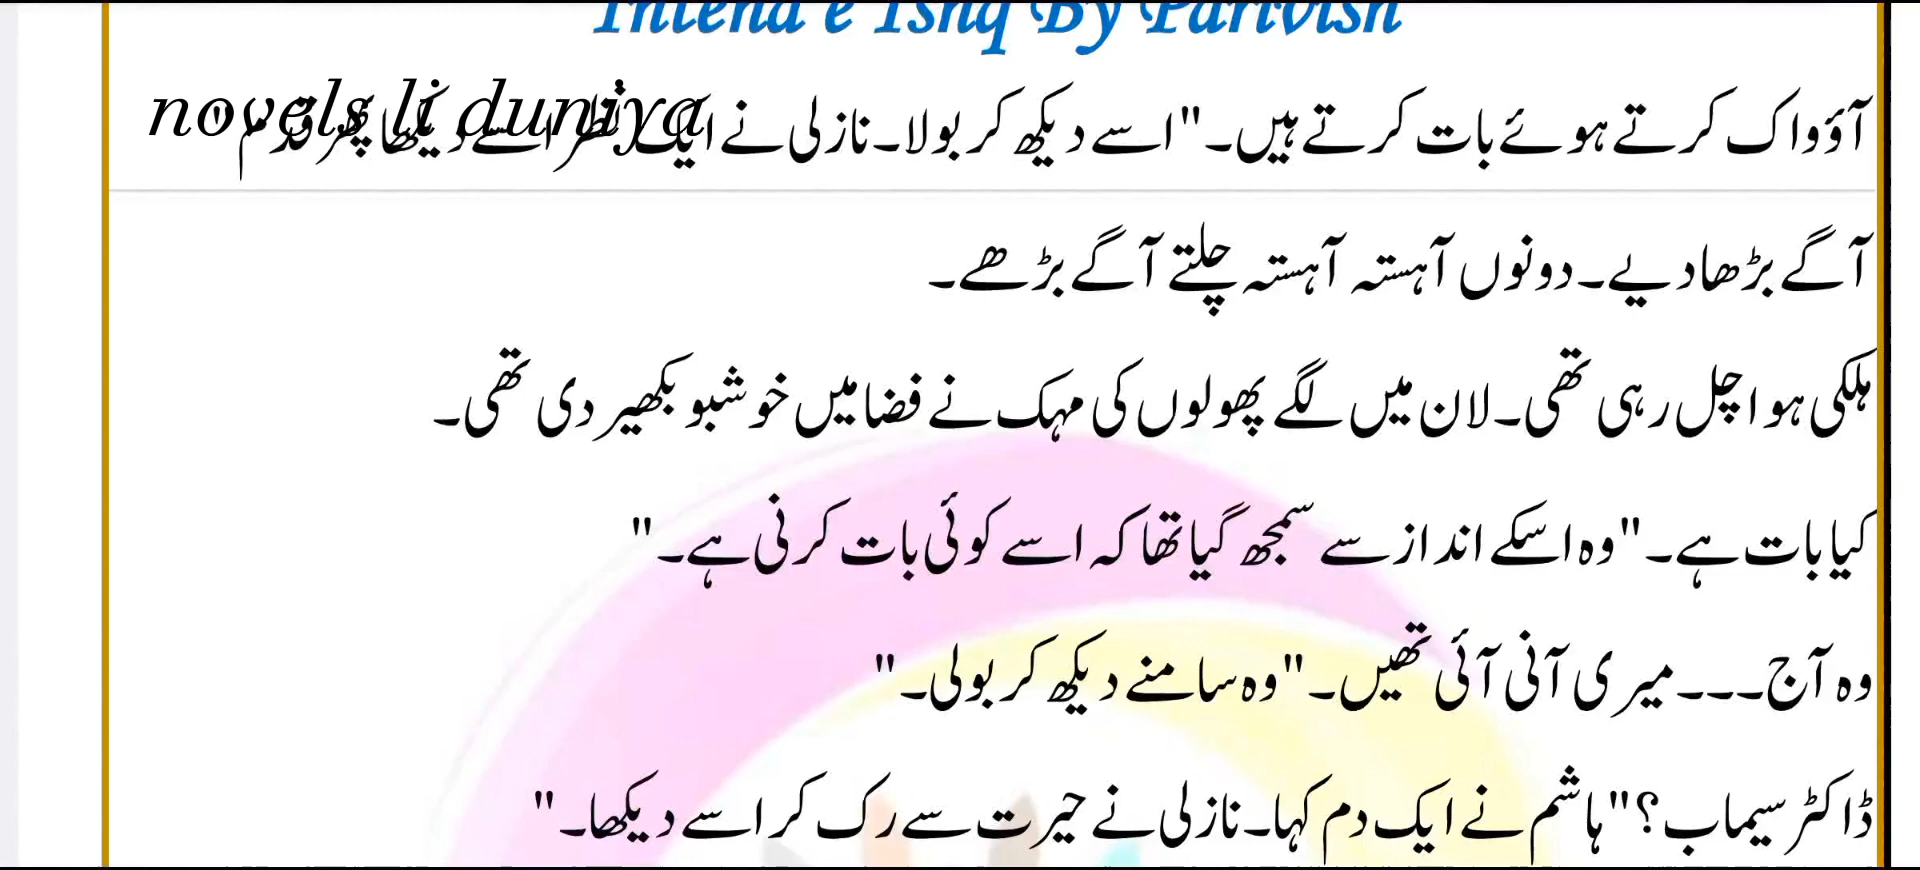 Inteha e Ishq By Parivish
novels li duniya
آؤ واک کرتے ہوئے بات کرتے ہیں۔"اسے دیکھ کر بولا۔نازلی نے ایک نظر اسے دیکھا پھر قدم "
آگے بڑھا دیے۔دونوں آہستہ آہستہ چلتے آگے بڑھے۔
ہلکی ہوا چل رہی تھی۔لان میں لگے پھولوں کی مہک نے فضا میں خوشبو بکھیر دی تھی۔
کیا بات ہے۔"وہ اسکے انداز سے سمجھ گیا تھا کہ اسے کوئی بات کرنی ہے۔"
وہ آج۔۔۔میری آنی آئی تھیں۔"وہ سامنے دیکھ کر بولی۔"
ڈاکٹر سیماب؟"ہاشم نے ایک دم کہا۔نازلی نے حیرت سے رک کر اسے دیکھا۔"